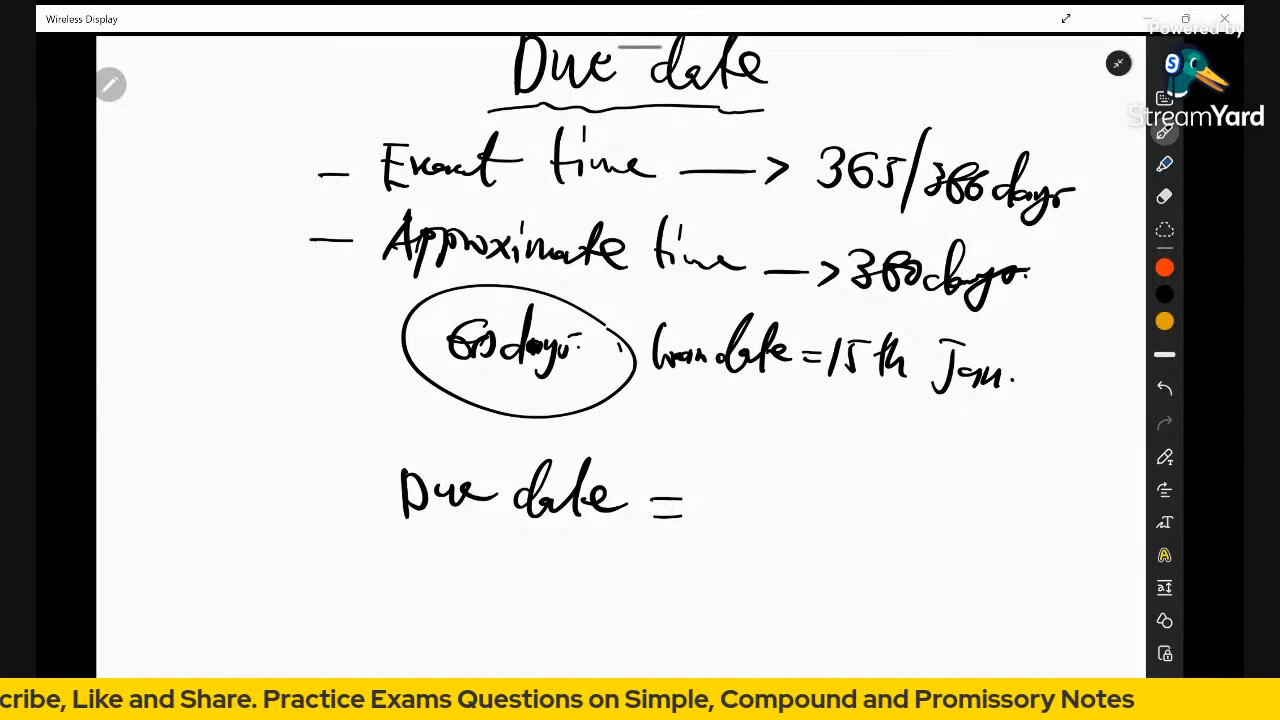 Wireless Display
Powered by
StreamYard
Due date
- Exact time —> 365/366 days
- Approximate time —> 360 days.
60 days. loan date = 15th Jan.
Due date =
cribe, Like and Share. Practice Exams Questions on Simple, Compound and Promissory Notes